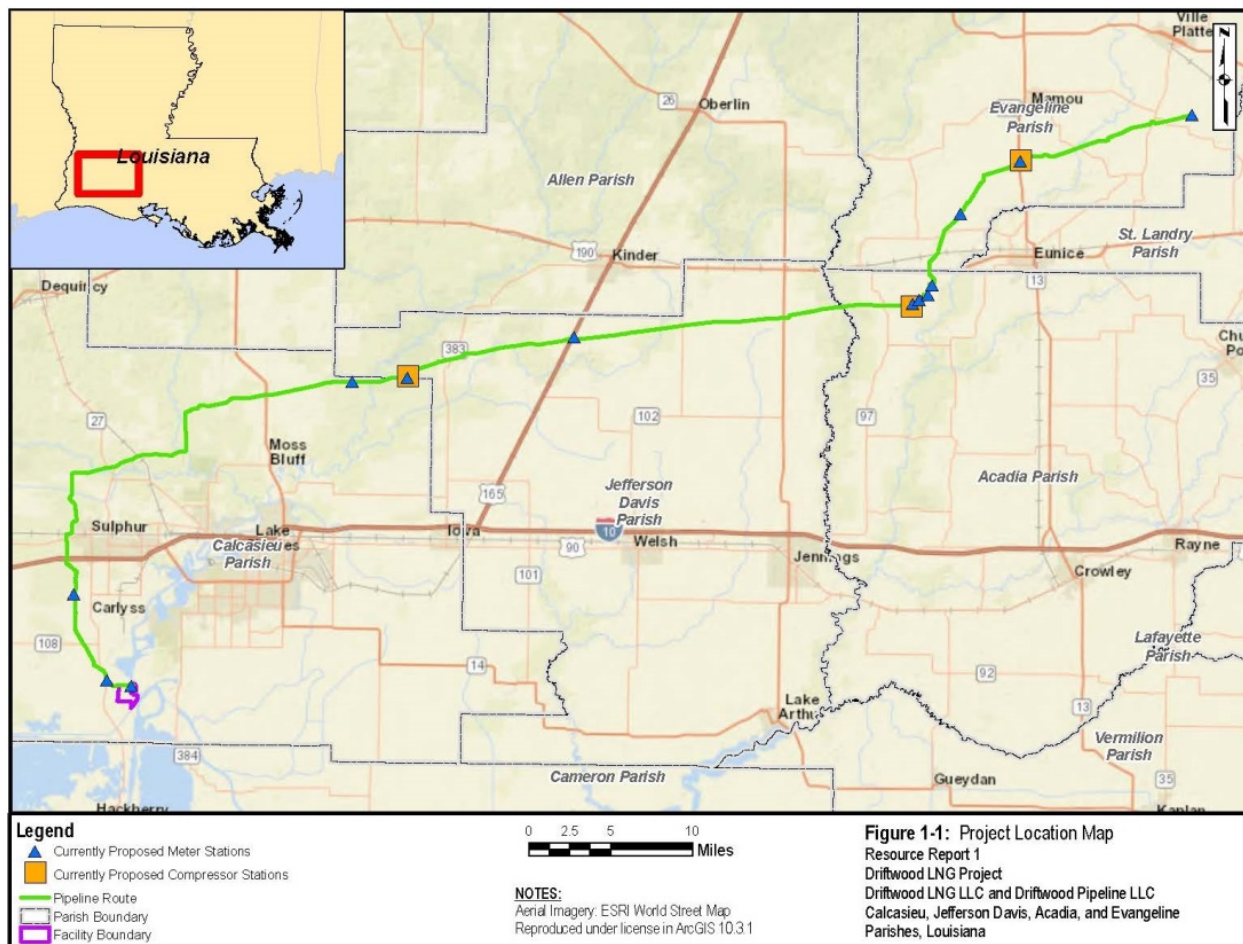 Louisiana
Ville
Platte
N
26
Oberlin
Mamou
Evangeline
Parish
Allen Parish
St. Landry
Parish
190
Kinder
Eunice
13
Dequincy
383
35
27
102
97
Moss
Bluff
Acadia Parish
165
Jefferson
Davis
Parish
Sulphur
Lake
Iowa
10
Calcasieu
Parish
90
Welsh
Jennings
Rayne
101
Crowley
Carlyss
108
Lafayette
Parish
14
92
Lake
13
Vermilion
Parish
384
Cameron Parish
Gueydan
35
Hackberry
Kaplan
Legend
Currently Proposed Meter Stations
Currently Proposed Compressor Stations
Pipeline Route
Parish Boundary
Facility Boundary
0 2.5 5 10
Miles
NOTES:
Aerial Imagery: ESRI World Street Map
Reproduced under license in ArcGIS 10.3.1
Figure 1-1: Project Location Map
Resource Report 1
Driftwood LNG Project
Driftwood LNG LLC and Driftwood Pipeline LLC
Calcasieu, Jefferson Davis, Acadia, and Evangeline
Parishes, Louisiana